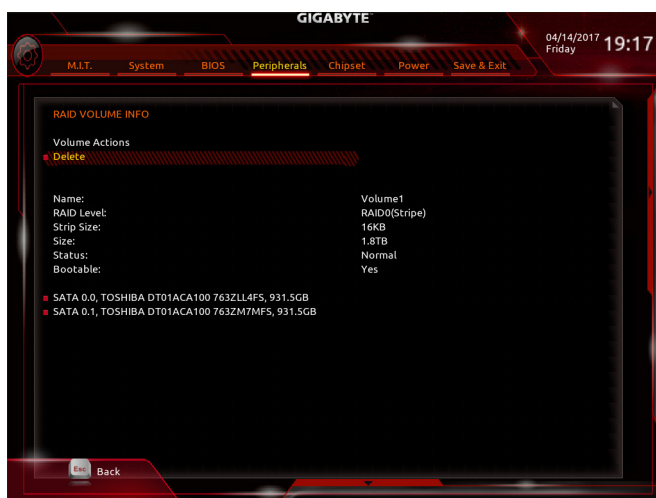 GIGABYTE
04/14/2017
Friday
19:17
M.I.T. System BIOS Peripherals Chipset Power Save & Exit
RAID VOLUME INFO
Volume Actions
Delete
Name: Volume1
RAID Level: RAID0(Stripe)
Strip Size: 16KB
Size: 1.8TB
Status: Normal
Bootable: Yes
SATA 0.0, TOSHIBA DT01ACA100 763ZLL4FS, 931.5GB
SATA 0.1, TOSHIBA DT01ACA100 763ZM7MFS, 931.5GB
Esc Back